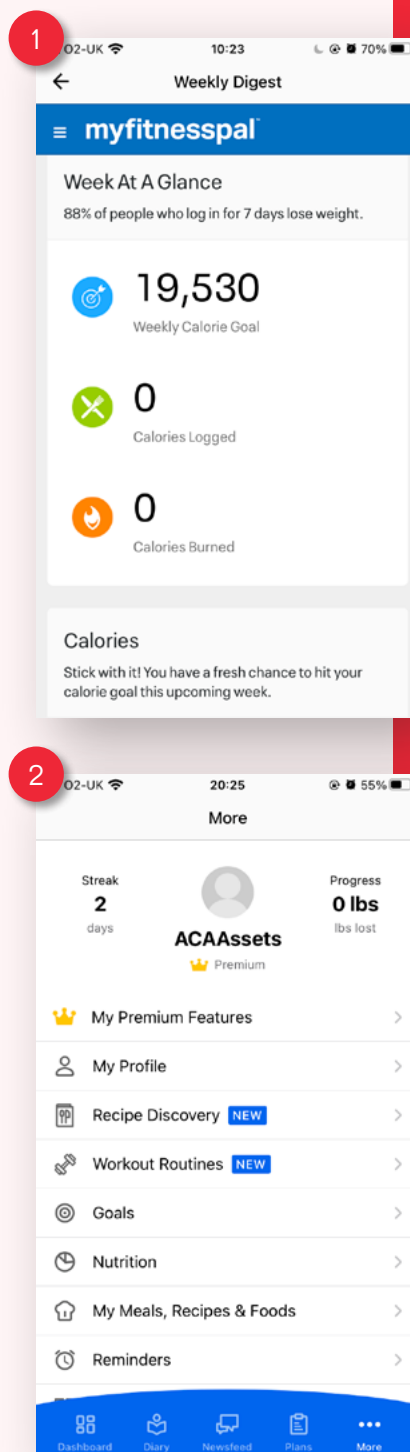 1
O2-UK 10:23 70%
Weekly Digest
myfitnesspal
Week At A Glance
88% of people who log in for 7 days lose weight.
19,530
Weekly Calorie Goal
0
Calories Logged
0
Calories Burned
Calories
Stick with it! You have a fresh chance to hit your
calorie goal this upcoming week.
2
O2-UK 20:25 55%
More
Streak
2
days
ACAAssets
Premium
Progress
0 lbs
lbs lost
My Premium Features
My Profile
Recipe Discovery NEW
Workout Routines NEW
Goals
Nutrition
My Meals, Recipes & Foods
Reminders
Dashboard Diary Newsfeed Plans More